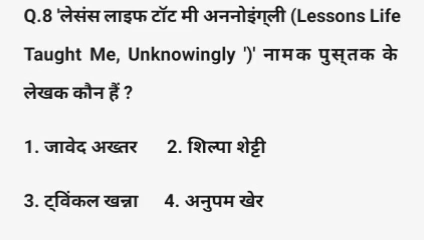 Q.8 'लेसंस लाइफ टॉट मी अननोइंग्ली (Lessons Life
Taught Me, Unknowingly ')' नामक पुस्तक के
लेखक कौन हैं ?
1. जावेद अख्तर 2. शिल्पा शेट्टी
3. ट्विंकल खन्ना 4. अनुपम खेर